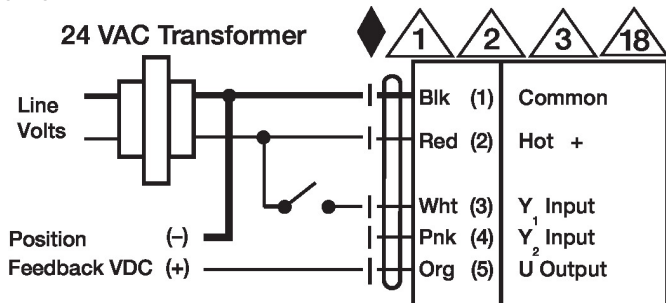 24 VAC Transformer
1 2 3 18
Line
Volts
Blk (1) Common
Red (2) Hot +
Wht (3) Y1 Input
Pnk (4) Y2 Input
Org (5) U Output
Position (–)
Feedback VDC (+)